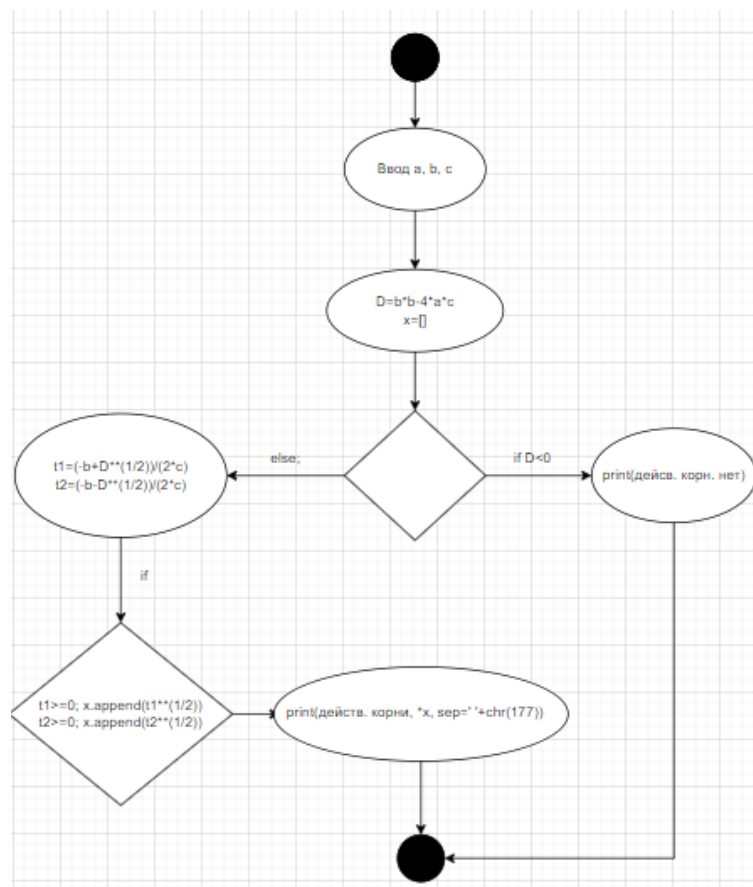 Ввод a, b, c
D=b*b-4*a*c
x=[]
else;
if D<0
t1=(-b+D**(1/2))/(2*c)
t2=(-b-D**(1/2))/(2*c)
print(дейсв. корн. нет)
if
t1>=0; x.append(t1**(1/2))
t2>=0; x.append(t2**(1/2))
print(действ. корни, *x, sep=' '+chr(177))